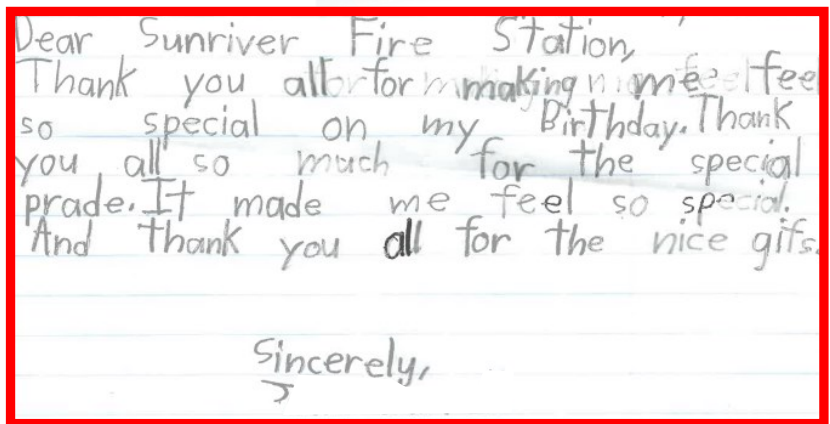 Dear Sunriver Fire Station,
Thank you all for making me feel
so special on my Birthday. Thank
you all so much for the special
prade. It made me feel so special.
And thank you all for the nice gifs.
Sincerely,